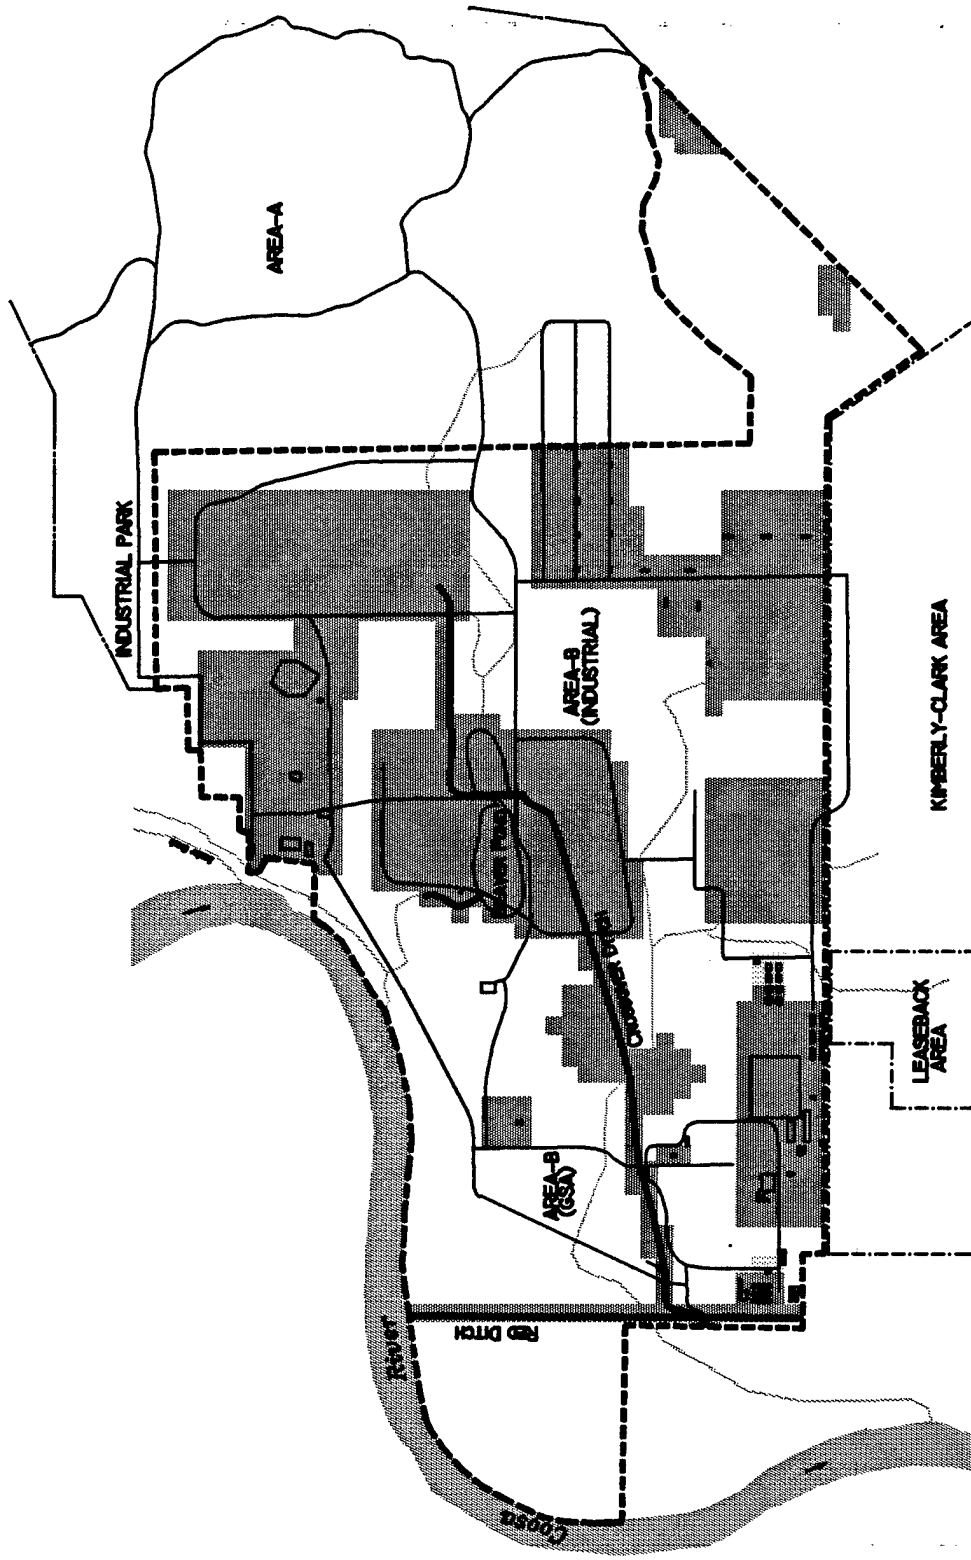 AREA-A
INDUSTRIAL PARK
AREA-B
(INDUSTRIAL)
KIMBERLY-CLARK AREA
BEAVER POND
CROSSOVER DITCH
LEASEBACK
AREA
AREA-B
(GSA)
RED DITCH
River
Coosa